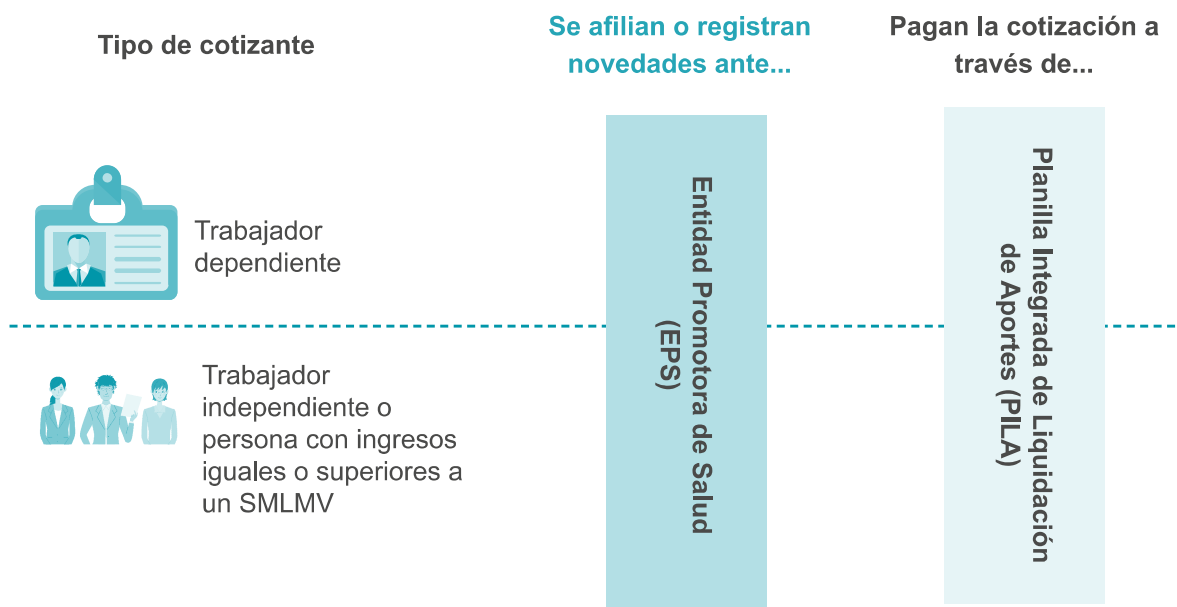 Tipo de cotizante
Se afilian o registran
novedades ante...
Pagan la cotización a
través de...
Trabajador
dependiente
Trabajador
independiente o
persona con ingresos
iguales o superiores a
un SMLMV
Entidad Promotora de Salud
(EPS)
Planilla Integrada de Liquidación
de Aportes (PILA)